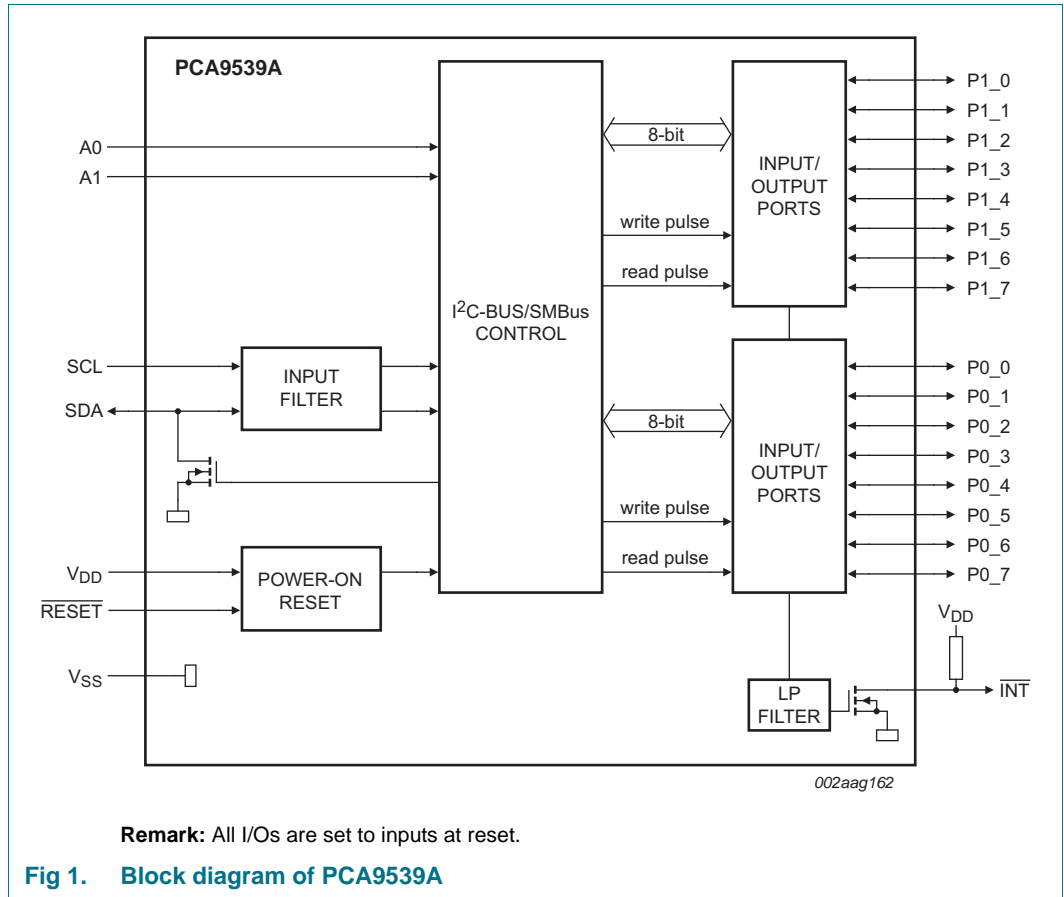 PCA9539A
A0
A1
SCL
SDA
VDD
RESET
VSS
INPUT
FILTER
POWER-ON
RESET
I2C-BUS/SMBus
CONTROL
8-bit
write pulse
read pulse
8-bit
write pulse
read pulse
INPUT/
OUTPUT
PORTS
INPUT/
OUTPUT
PORTS
LP
FILTER
P1_0
P1_1
P1_2
P1_3
P1_4
P1_5
P1_6
P1_7
P0_0
P0_1
P0_2
P0_3
P0_4
P0_5
P0_6
P0_7
VDD
INT
002aag162
Remark: All I/Os are set to inputs at reset.
Fig 1. Block diagram of PCA9539A